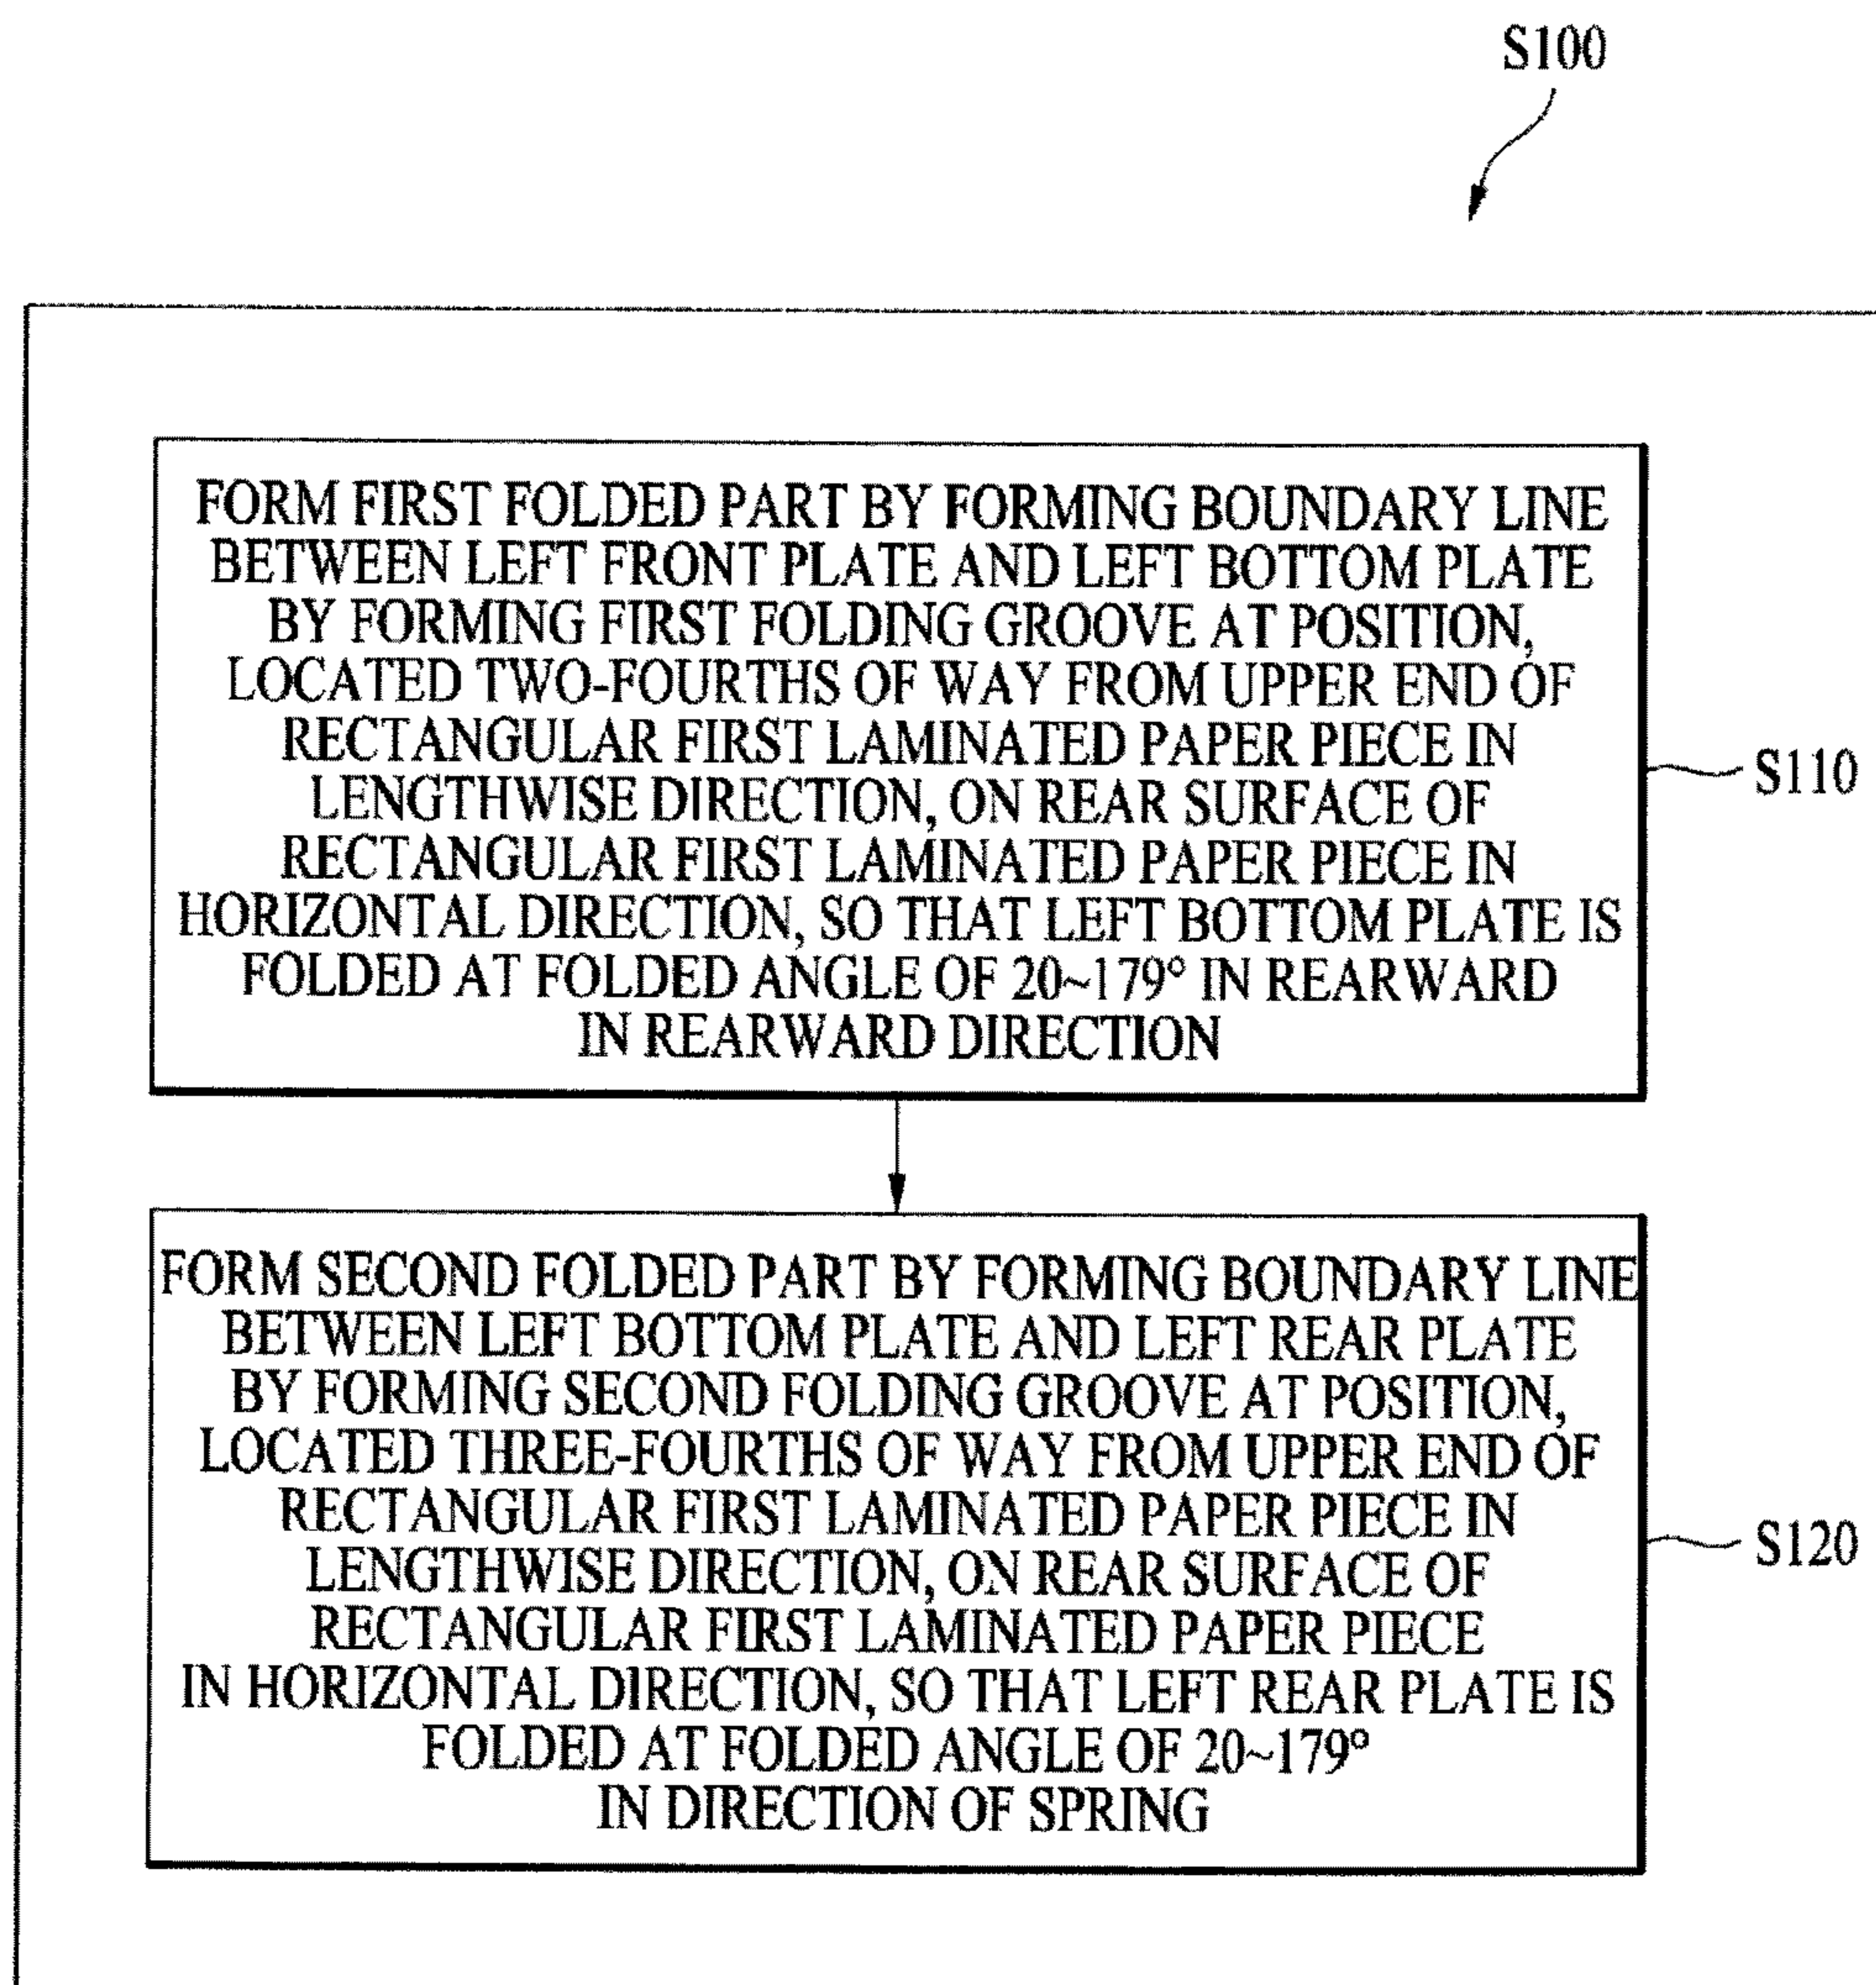 S100
FORM FIRST FOLDED PART BY FORMING BOUNDARY LINE
BETWEEN LEFT FRONT PLATE AND LEFT BOTTOM PLATE
BY FORMING FIRST FOLDING GROOVE AT POSITION,
LOCATED TWO-FOURTHS OF WAY FROM UPPER END OF
RECTANGULAR FIRST LAMINATED PAPER PIECE IN
LENGTHWISE DIRECTION, ON REAR SURFACE OF
RECTANGULAR FIRST LAMINATED PAPER PIECE IN
HORIZONTAL DIRECTION, SO THAT LEFT BOTTOM PLATE IS
FOLDED AT FOLDED ANGLE OF 20~179° IN REARWARD
IN REARWARD DIRECTION
S110
FORM SECOND FOLDED PART BY FORMING BOUNDARY LINE
BETWEEN LEFT BOTTOM PLATE AND LEFT REAR PLATE
BY FORMING SECOND FOLDING GROOVE AT POSITION,
LOCATED THREE-FOURTHS OF WAY FROM UPPER END OF
RECTANGULAR FIRST LAMINATED PAPER PIECE IN
LENGTHWISE DIRECTION, ON REAR SURFACE OF
RECTANGULAR FIRST LAMINATED PAPER PIECE
IN HORIZONTAL DIRECTION, SO THAT LEFT REAR PLATE IS
FOLDED AT FOLDED ANGLE OF 20~179°
IN DIRECTION OF SPRING
S120